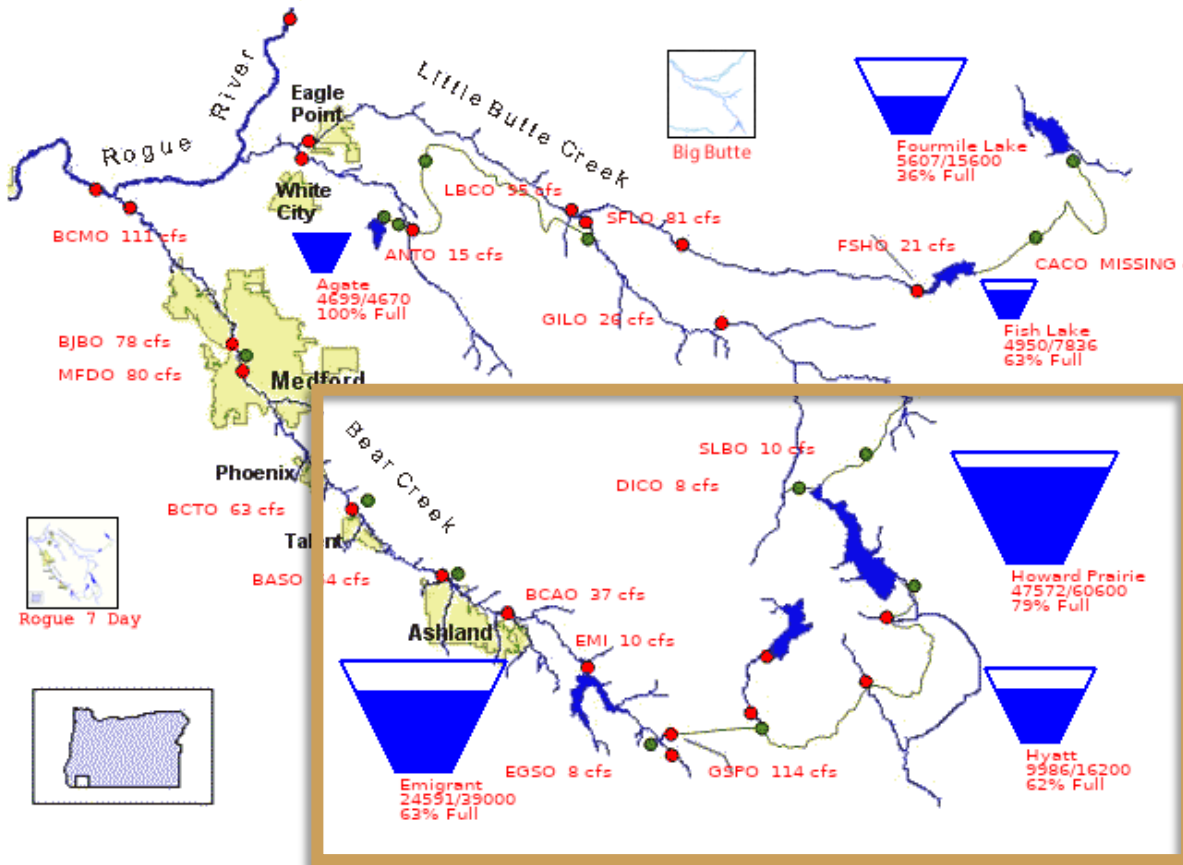 Rogue River
Eagle
Point
Little Butte Creek
Big Butte
Fourmile Lake
5607/15600
36% Full
White
City
LBCO cfs
SFLO 81 cfs
BCMO 111 cfs
ANTO 15 cfs
FSHO 21 cfs
CACO MISSING
Agate
4699/4670
100% Full
GILO 26 cfs
Fish Lake
4950/7836
63% Full
BJBO 78 cfs
MFDO 80 cfs
Medford
Bear Creek
SLBO 10 cfs
Phoenix
DICO 8 cfs
BCTO 63 cfs
Talent
BASO cfs
Howard Prairie
47572/60600
79% Full
BCAO 37 cfs
Rogue 7 Day
Ashland
EMI 10 cfs
EGSO 8 cfs
GSPO 114 cfs
Hyatt
9986/16200
62% Full
Emigrant
24591/39000
63% Full